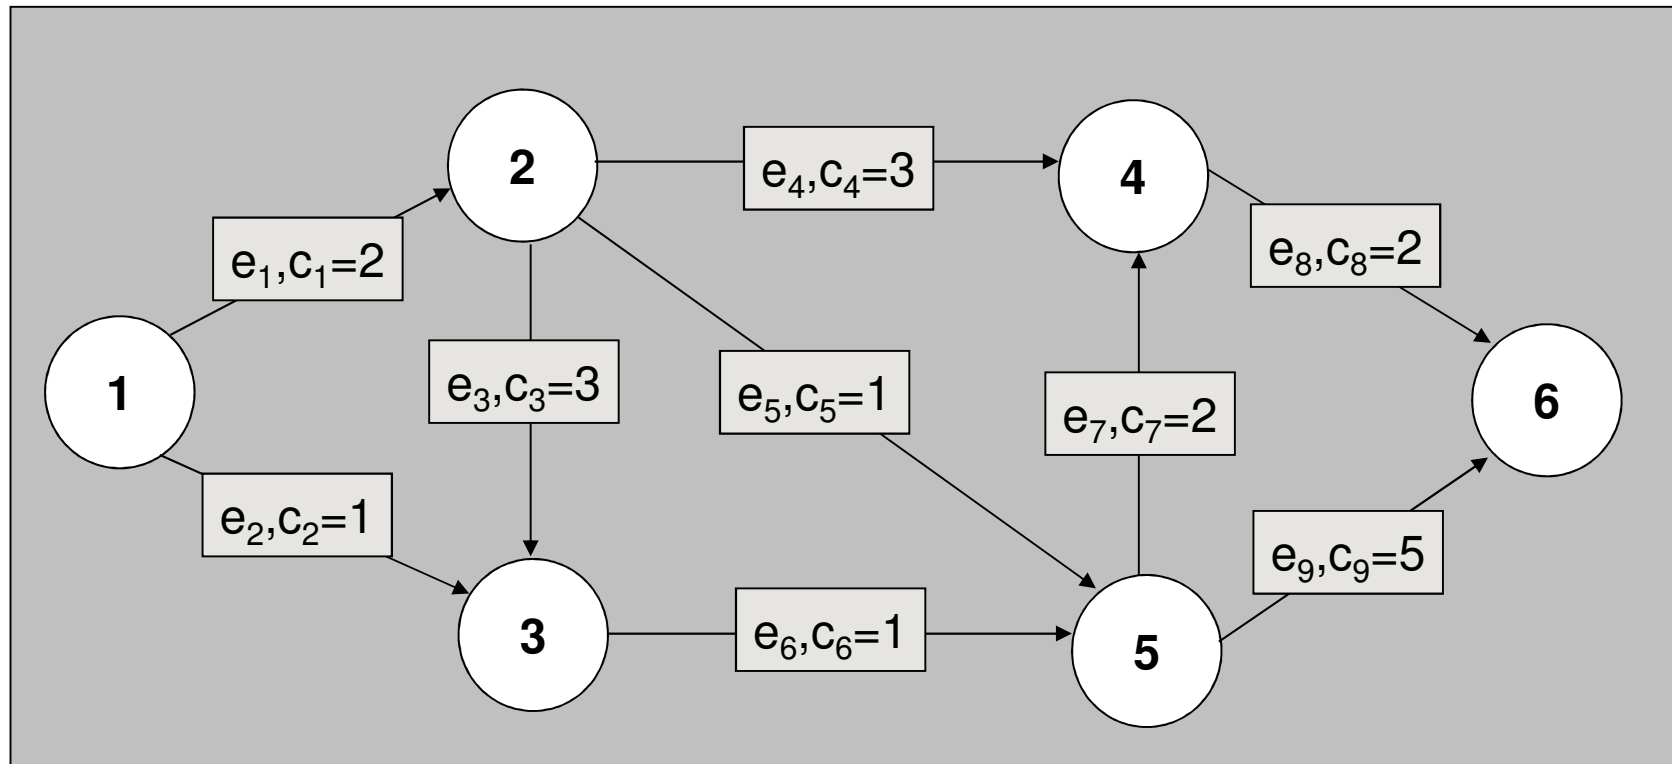 2
e₄,c₄=3
4
e₁,c₁=2
e₈,c₈=2
1
e₃,c₃=3
e₅,c₅=1
e₇,c₇=2
6
e₂,c₂=1
e₉,c₉=5
3
e₆,c₆=1
5